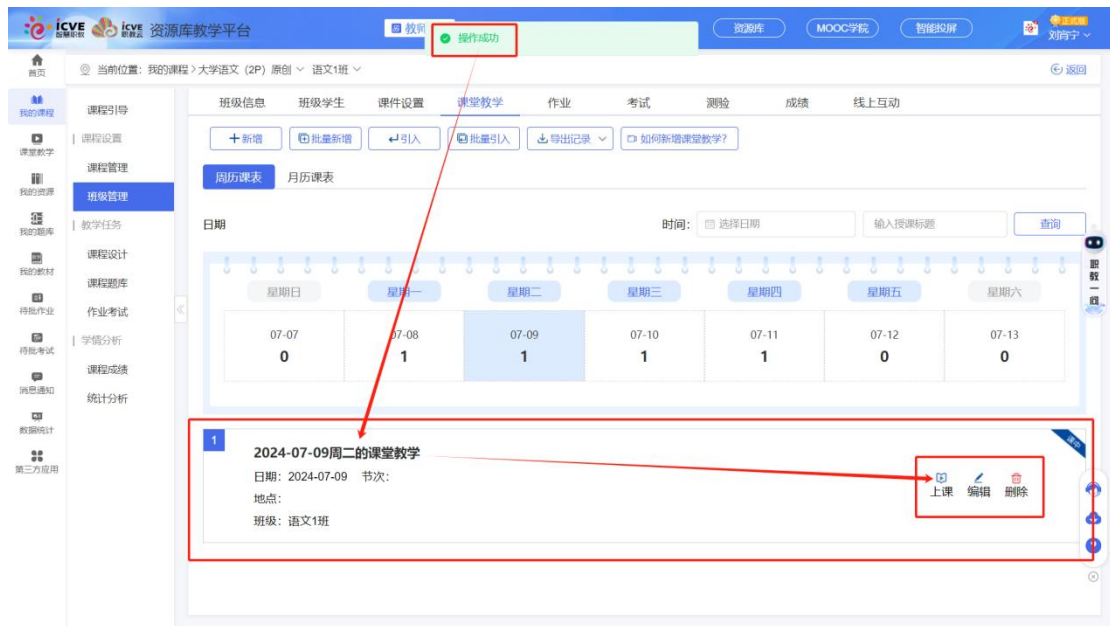 icve 智慧职教 icve 职教云 资源库教学平台
操作成功
资源库 MOOC学院 智能投屏
正式版
刘向宁
首页
当前位置：我的课程 > 大学语文（2P）原创 语文1班
返回
我的课程
课堂教学
我的资源
我的题库
我的教材
待批作业
待批考试
消息通知
数据统计
第三方应用
课程引导
课程设置
课程管理
班级管理
教学任务
课程设计
课程题库
作业考试
学情分析
课程成绩
统计分析
班级信息 班级学生 课件设置 课堂教学 作业 考试 测验 成绩 线上互动
新增 批量新增 引入 批量引入 导出记录 如何新增课堂教学?
周历课表 月历课表
日期 时间： 选择日期 输入授课标题 查询
星期日 星期一 星期二 星期三 星期四 星期五 星期六
07-07 07-08 07-09 07-10 07-11 07-12 07-13
0 1 1 1 1 0 0
1
2024-07-09周二的课堂教学
课中
日期：2024-07-09 节次：
地点：
班级：语文1班
上课 编辑 删除
职教一问